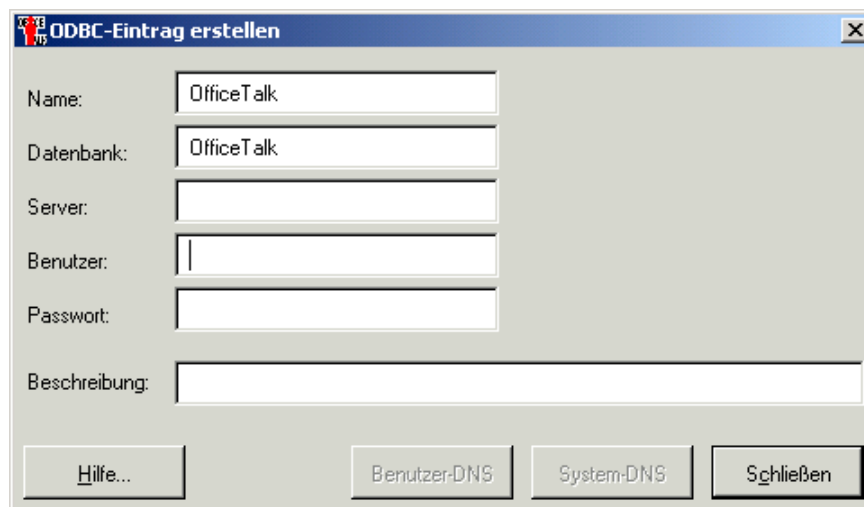 ODBC-Eintrag erstellen
Name: OfficeTalk
Datenbank: OfficeTalk
Server:
Benutzer:
Passwort:
Beschreibung:
Hilfe... Benutzer-DNS System-DNS Schließen